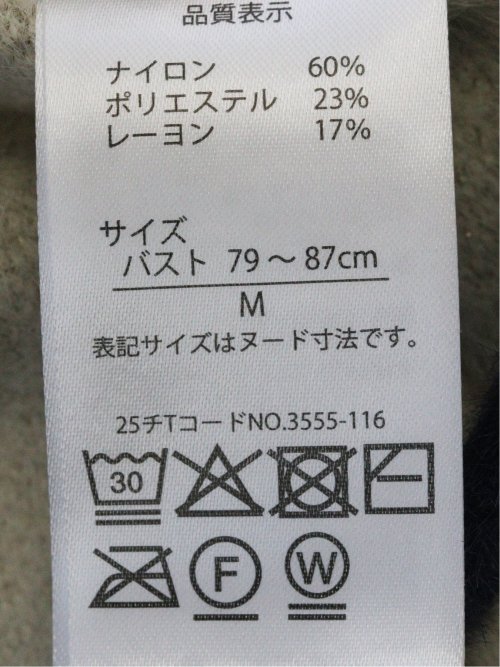 品質表示
ナイロン 60%
ポリエステル 23%
レーヨン 17%
サイズ
バスト 79～87cm
M
表記サイズはヌード寸法です。
25チTコードNO.3555-116
30
F W